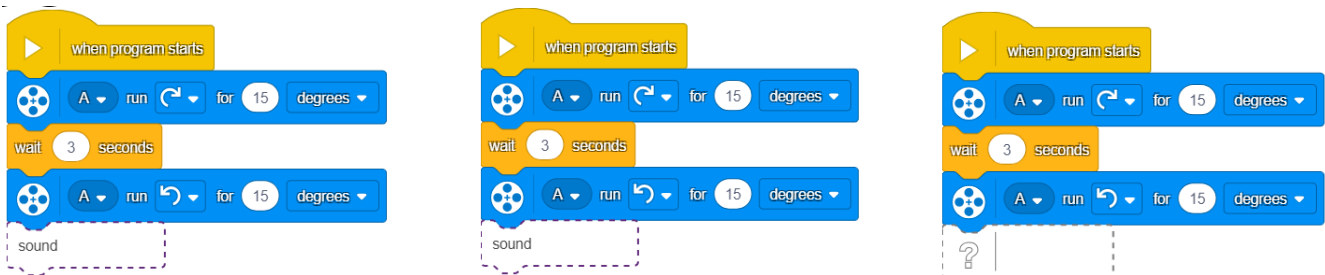 when program starts
A run for 15 degrees
wait 3 seconds
A run for 15 degrees
sound
when program starts
A run for 15 degrees
wait 3 seconds
A run for 15 degrees
sound
when program starts
A run for 15 degrees
wait 3 seconds
A run for 15 degrees
?